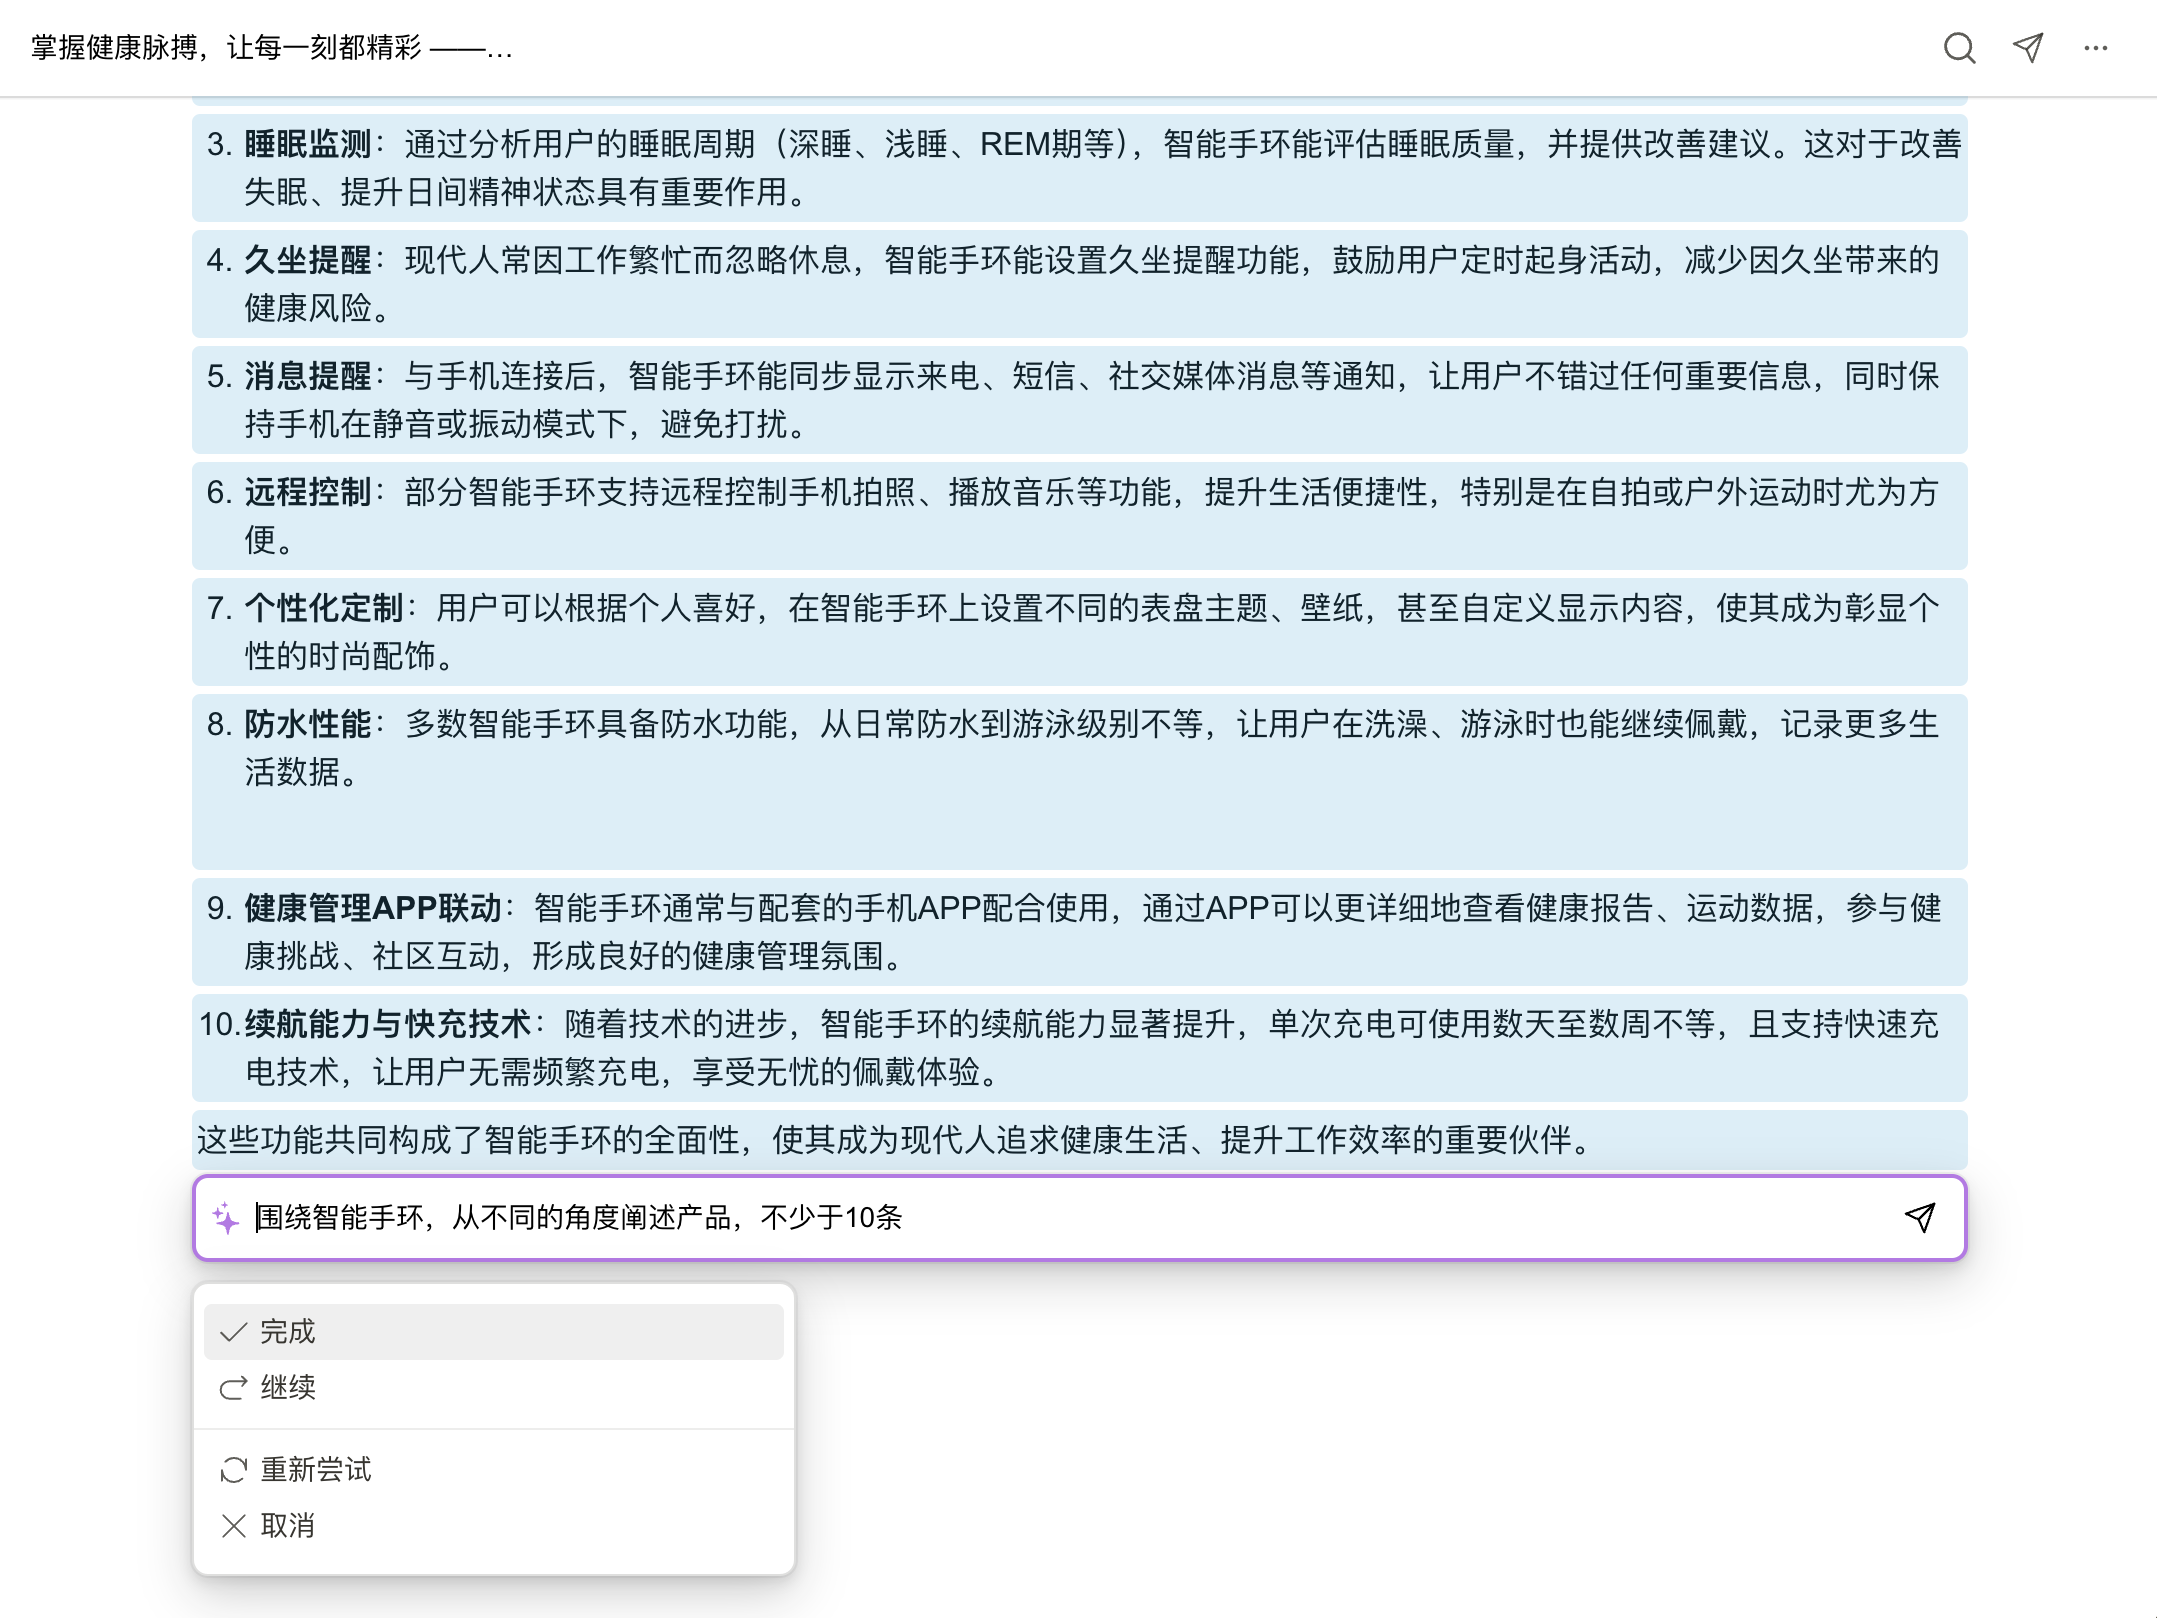 掌握健康脉搏，让每一刻都精彩 ——...
3. 睡眠监测：通过分析用户的睡眠周期（深睡、浅睡、REM期等），智能手环能评估睡眠质量，并提供改善建议。这对于改善
失眠、提升日间精神状态具有重要作用。
4. 久坐提醒：现代人常因工作繁忙而忽略休息，智能手环能设置久坐提醒功能，鼓励用户定时起身活动，减少因久坐带来的
健康风险。
5. 消息提醒：与手机连接后，智能手环能同步显示来电、短信、社交媒体消息等通知，让用户不错过任何重要信息，同时保
持手机在静音或振动模式下，避免打扰。
6. 远程控制：部分智能手环支持远程控制手机拍照、播放音乐等功能，提升生活便捷性，特别是在自拍或户外运动时尤为方
便。
7. 个性化定制：用户可以根据个人喜好，在智能手环上设置不同的表盘主题、壁纸，甚至自定义显示内容，使其成为彰显个
性的时尚配饰。
8. 防水性能：多数智能手环具备防水功能，从日常防水到游泳级别不等，让用户在洗澡、游泳时也能继续佩戴，记录更多生
活数据。
9. 健康管理APP联动：智能手环通常与配套的手机APP配合使用，通过APP可以更详细地查看健康报告、运动数据，参与健
康挑战、社区互动，形成良好的健康管理氛围。
10.续航能力与快充技术：随着技术的进步，智能手环的续航能力显著提升，单次充电可使用数天至数周不等，且支持快速充
电技术，让用户无需频繁充电，享受无忧的佩戴体验。
这些功能共同构成了智能手环的全面性，使其成为现代人追求健康生活、提升工作效率的重要伙伴。
围绕智能手环，从不同的角度阐述产品，不少于10条
完成
继续
重新尝试
取消